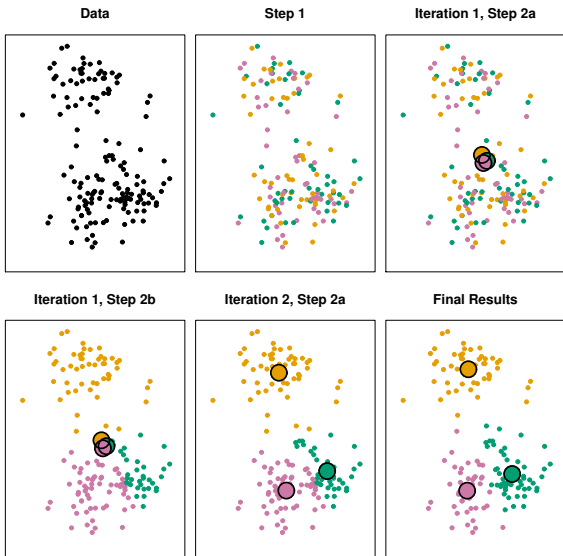 Data
Step 1
Iteration 1, Step 2a
Iteration 1, Step 2b
Iteration 2, Step 2a
Final Results